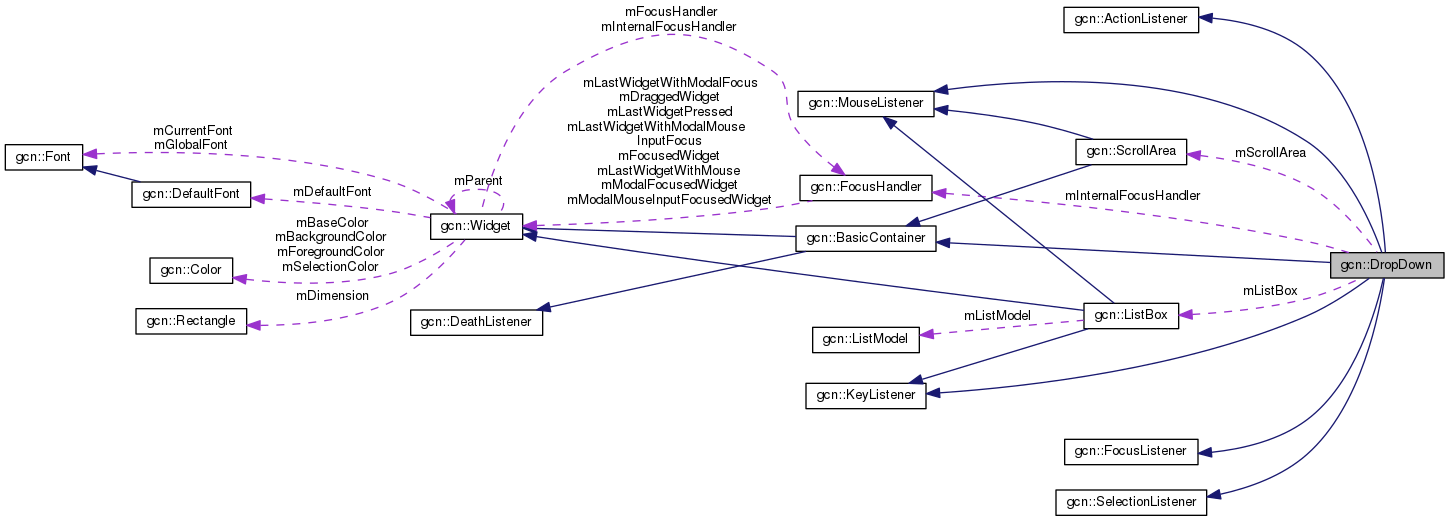 mFocusHandler
mInternalFocusHandler
gcn::ActionListener
mLastWidgetWithModalFocus
mDraggedWidget
mLastWidgetPressed
mLastWidgetWithModalMouse
InputFocus
mFocusedWidget
mLastWidgetWithMouse
mModalFocusedWidget
mModalMouseInputFocusedWidget
gcn::MouseListener
mCurrentFont
mGlobalFont
gcn::Font
gcn::ScrollArea
mScrollArea
mParent
gcn::DefaultFont
mDefaultFont
gcn::FocusHandler
mInternalFocusHandler
gcn::Widget
mBaseColor
mBackgroundColor
mForegroundColor
mSelectionColor
gcn::BasicContainer
gcn::Color
gcn::DropDown
mDimension
mListBox
gcn::Rectangle
gcn::DeathListener
mListModel
gcn::ListBox
gcn::ListModel
gcn::KeyListener
gcn::FocusListener
gcn::SelectionListener